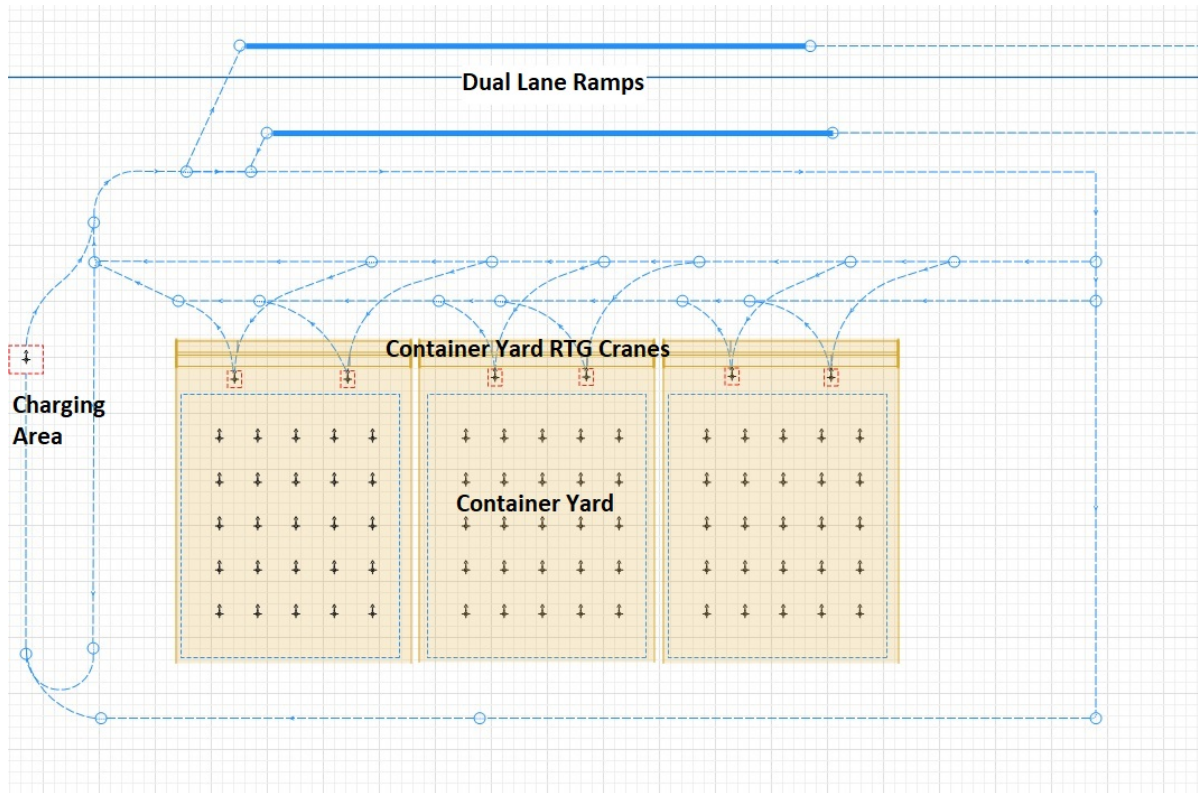 Dual Lane Ramps
Container Yard RTG Cranes
Charging
Area
Container Yard